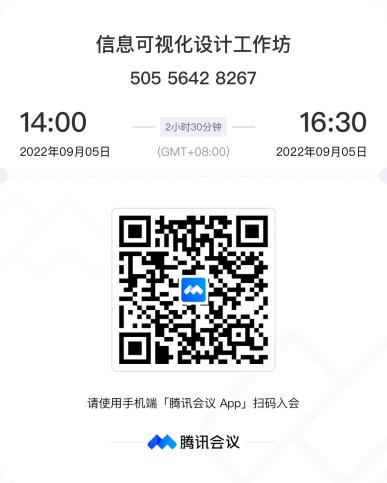 信息可视化设计工作坊
505 5642 8267
14:00 2小时30分钟 16:30
2022年09月05日 (GMT+08:00) 2022年09月05日
请使用手机端「腾讯会议 App」扫码入会
腾讯会议